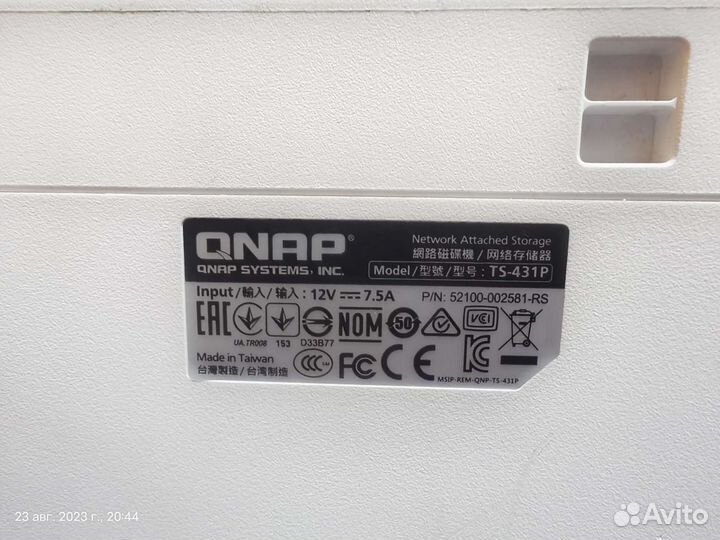 QNAP®
QNAP SYSTEMS, INC.
Network Attached Storage
網路磁碟機 / 网络存储器
Model/型號/型号: TS-431P
Input/輸入/输入: 12V⎓7.5A
P/N: 52100-002581-RS
EAC
UA.TR008
153
D33B77
NOM
50
VCI
Made in Taiwan
台灣製造/台湾制造
CCC
FC CE
MSIP-REM-QNP-TS-431P
23 авг. 2023 г., 20:44
Avito